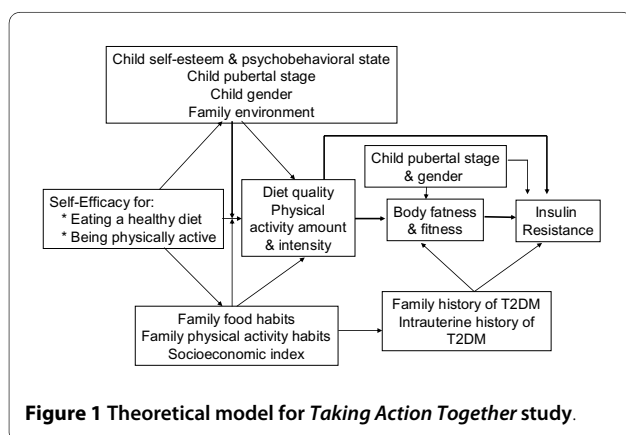 Child self-esteem & psychobehavioral state
Child pubertal stage
Child gender
Family environment
Child pubertal stage
& gender
Self-Efficacy for:
* Eating a healthy diet
* Being physically active
Diet quality
Physical
activity amount
& intensity
Body fatness
& fitness
Insulin
Resistance
Family food habits
Family physical activity habits
Socioeconomic index
Family history of T2DM
Intrauterine history of
T2DM
Figure 1 Theoretical model for Taking Action Together study.